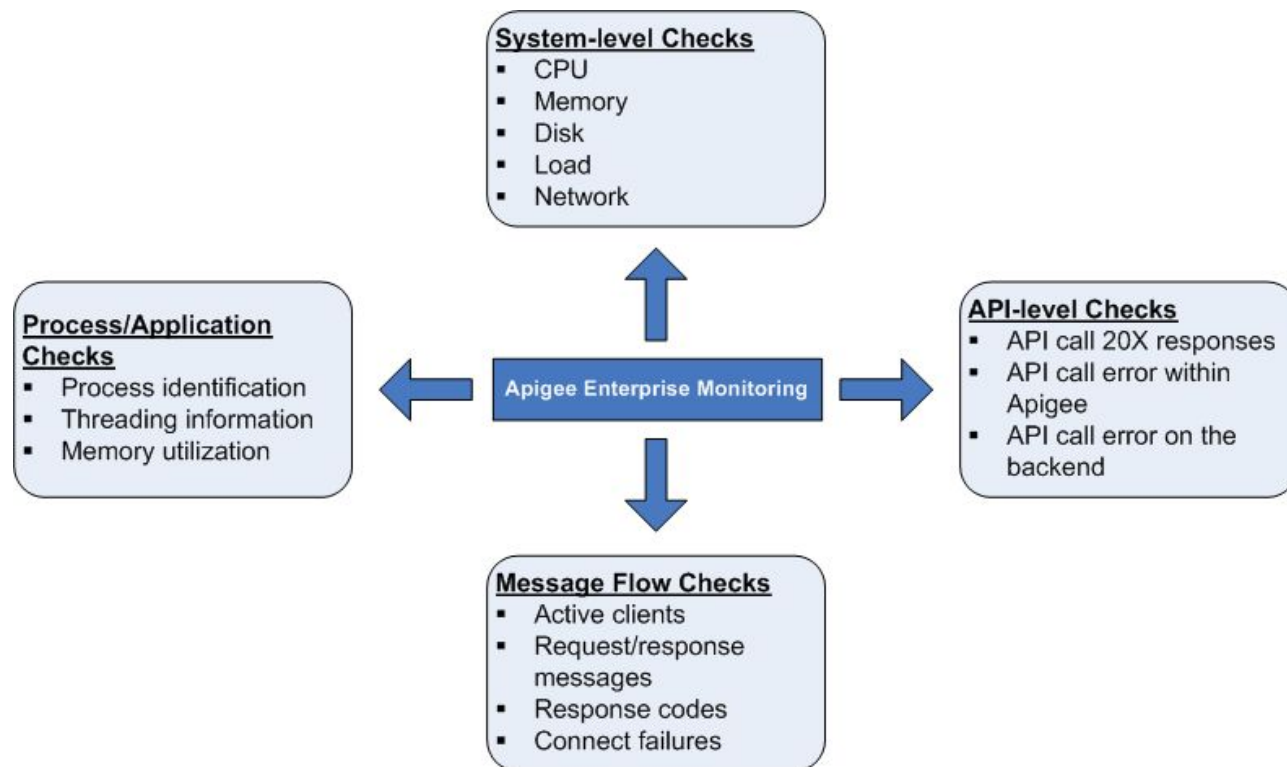 System-level Checks
▪ CPU
▪ Memory
▪ Disk
▪ Load
▪ Network
Process/Application
Checks
▪ Process identification
▪ Threading information
▪ Memory utilization
Apigee Enterprise Monitoring
API-level Checks
▪ API call 20X responses
▪ API call error within
Apigee
▪ API call error on the
backend
Message Flow Checks
▪ Active clients
▪ Request/response
messages
▪ Response codes
▪ Connect failures